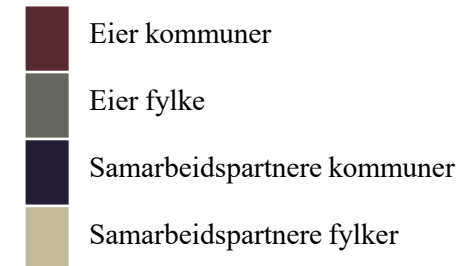 Eier kommuner
Eier fylke
Samarbeidspartnere kommuner
Samarbeidspartnere fylker